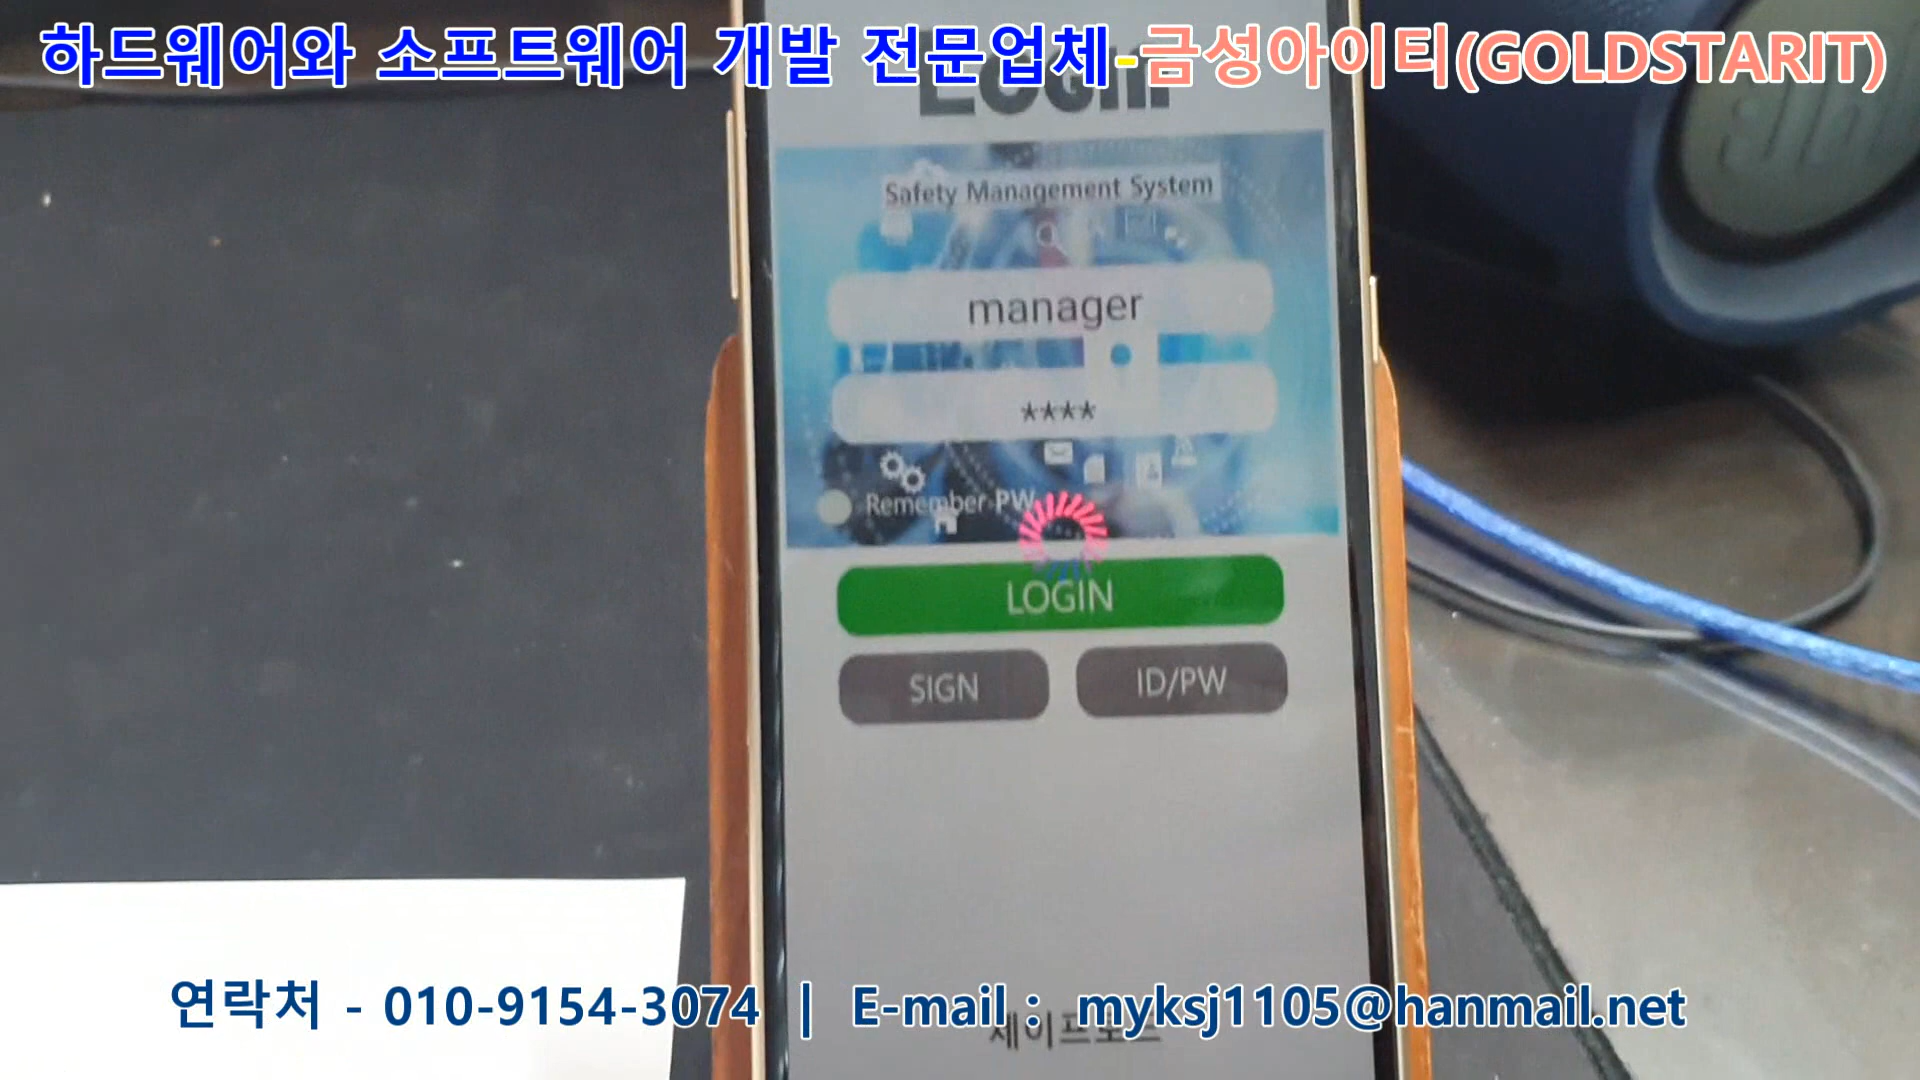 하드웨어와 소프트웨어 개발 전문업체-금성아이티(GOLDSTARIT)
Login
Safety Management System
manager
****
Remember PW
LOGIN
SIGN ID/PW
연락처 - 010-9154-3074 | E-mail : myksj1105@hanmail.net